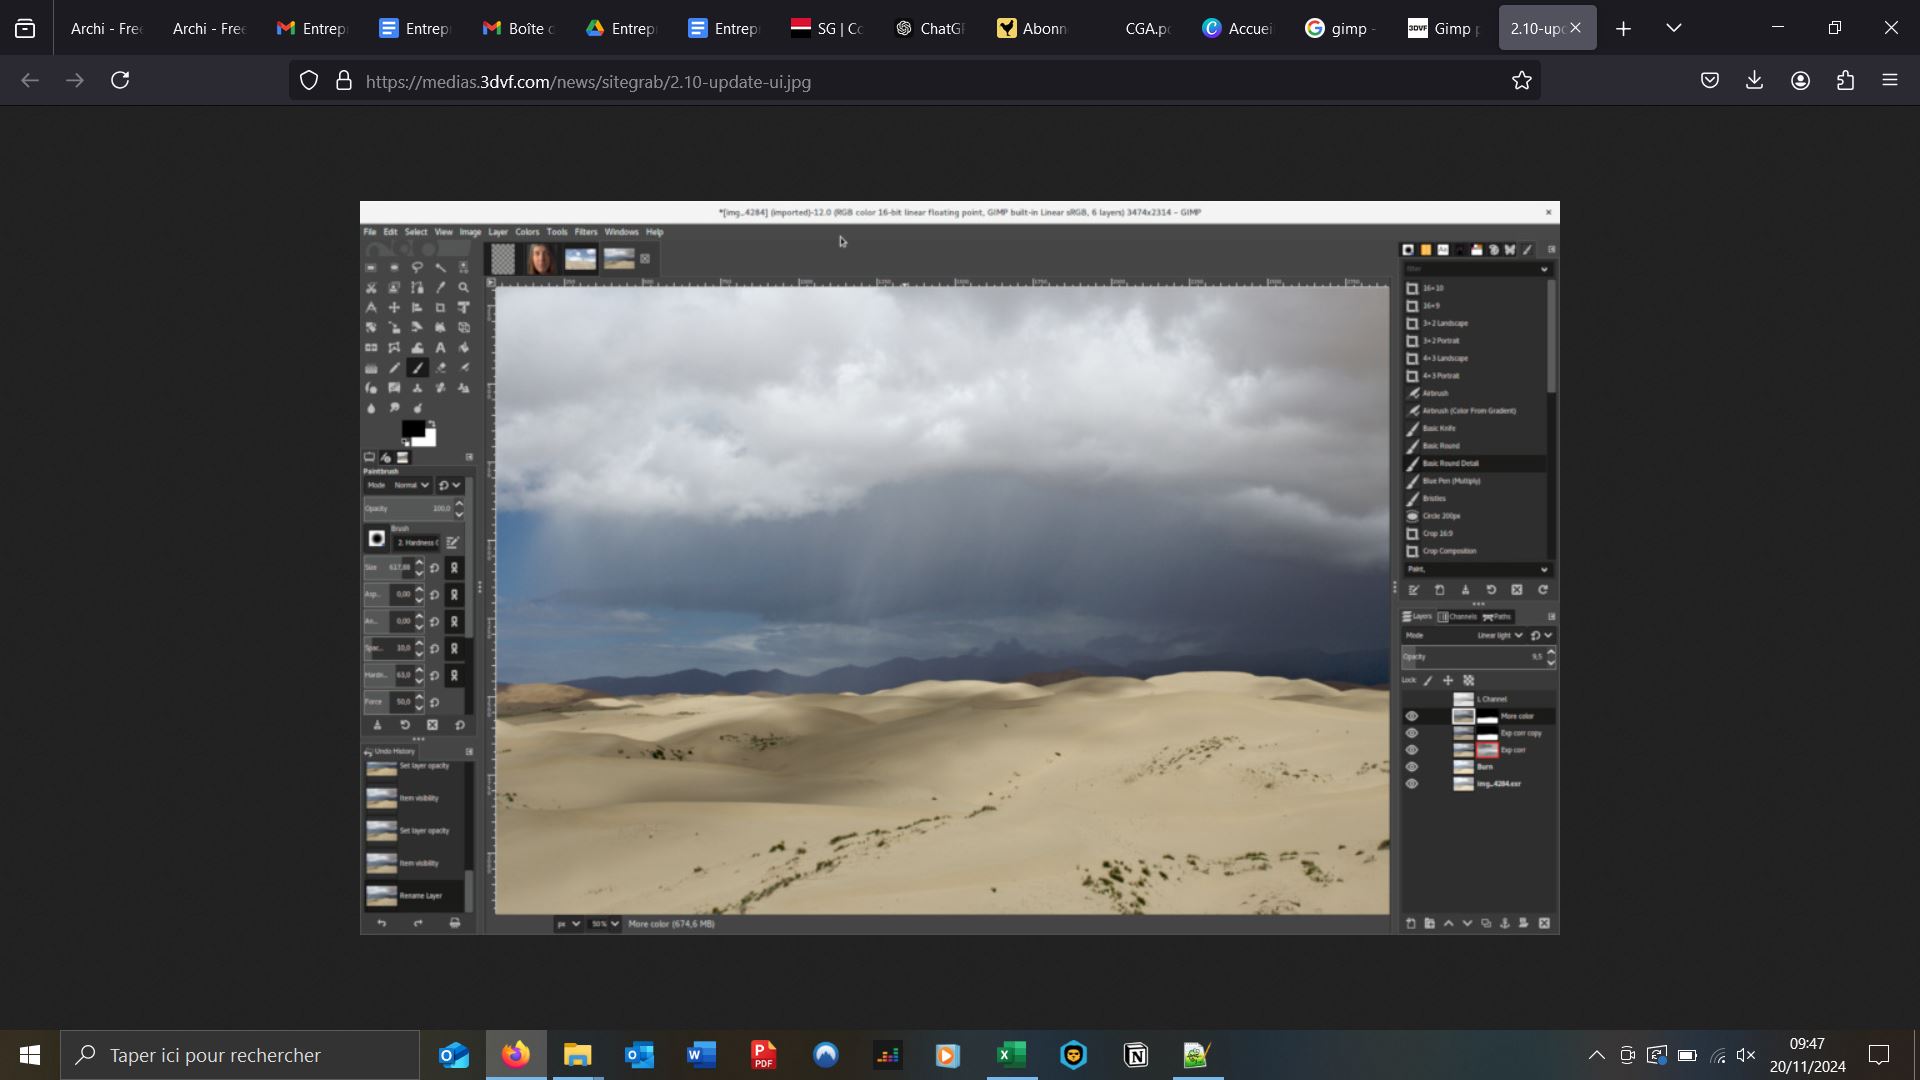 Archi - Free
Archi - Free
Entrep
Entrep
Boîte d
Entrep
Entrep
SG | Co
ChatGP
Abonn
CGA.pd
Accuei
gimp -
Gimp
2.10-upd
https://medias.3dvf.com/news/sitegrab/2.10-update-ui.jpg
*[img_4284] (imported)-12.0 (RGB color 16-bit linear floating point, GIMP built-in Linear sRGB, 6 layers) 3474x2314 – GIMP
File Edit Select View Image Layer Colors Tools Filters Windows Help
Paintbrush
Mode Normal
Opacity 100,0
Brush
2. Hardness
Size 617,88
Asp... 0,00
An... 0,00
Spac... 10,0
Hardn... 63,0
Force 50,0
Undo History
Set layer opacity
Item visibility
Set layer opacity
Item visibility
Rename Layer
px 50% More color (674,6 MB)
filter
16×10
16×9
3×2 Landscape
3×2 Portrait
4×3 Landscape
4×3 Portrait
Airbrush
Airbrush (Color From Gradient)
Basic Knife
Basic Round
Basic Round Detail
Blue Pen (Multiply)
Bristles
Circle 200px
Crop 16:9
Crop Composition
Paint,
Layers Channels Paths
Mode Linear light
Opacity 9,5
Lock:
L Channel
More color
Exp corr copy
Exp corr
Burn
img_4284.exr
Taper ici pour rechercher
09:47
20/11/2024